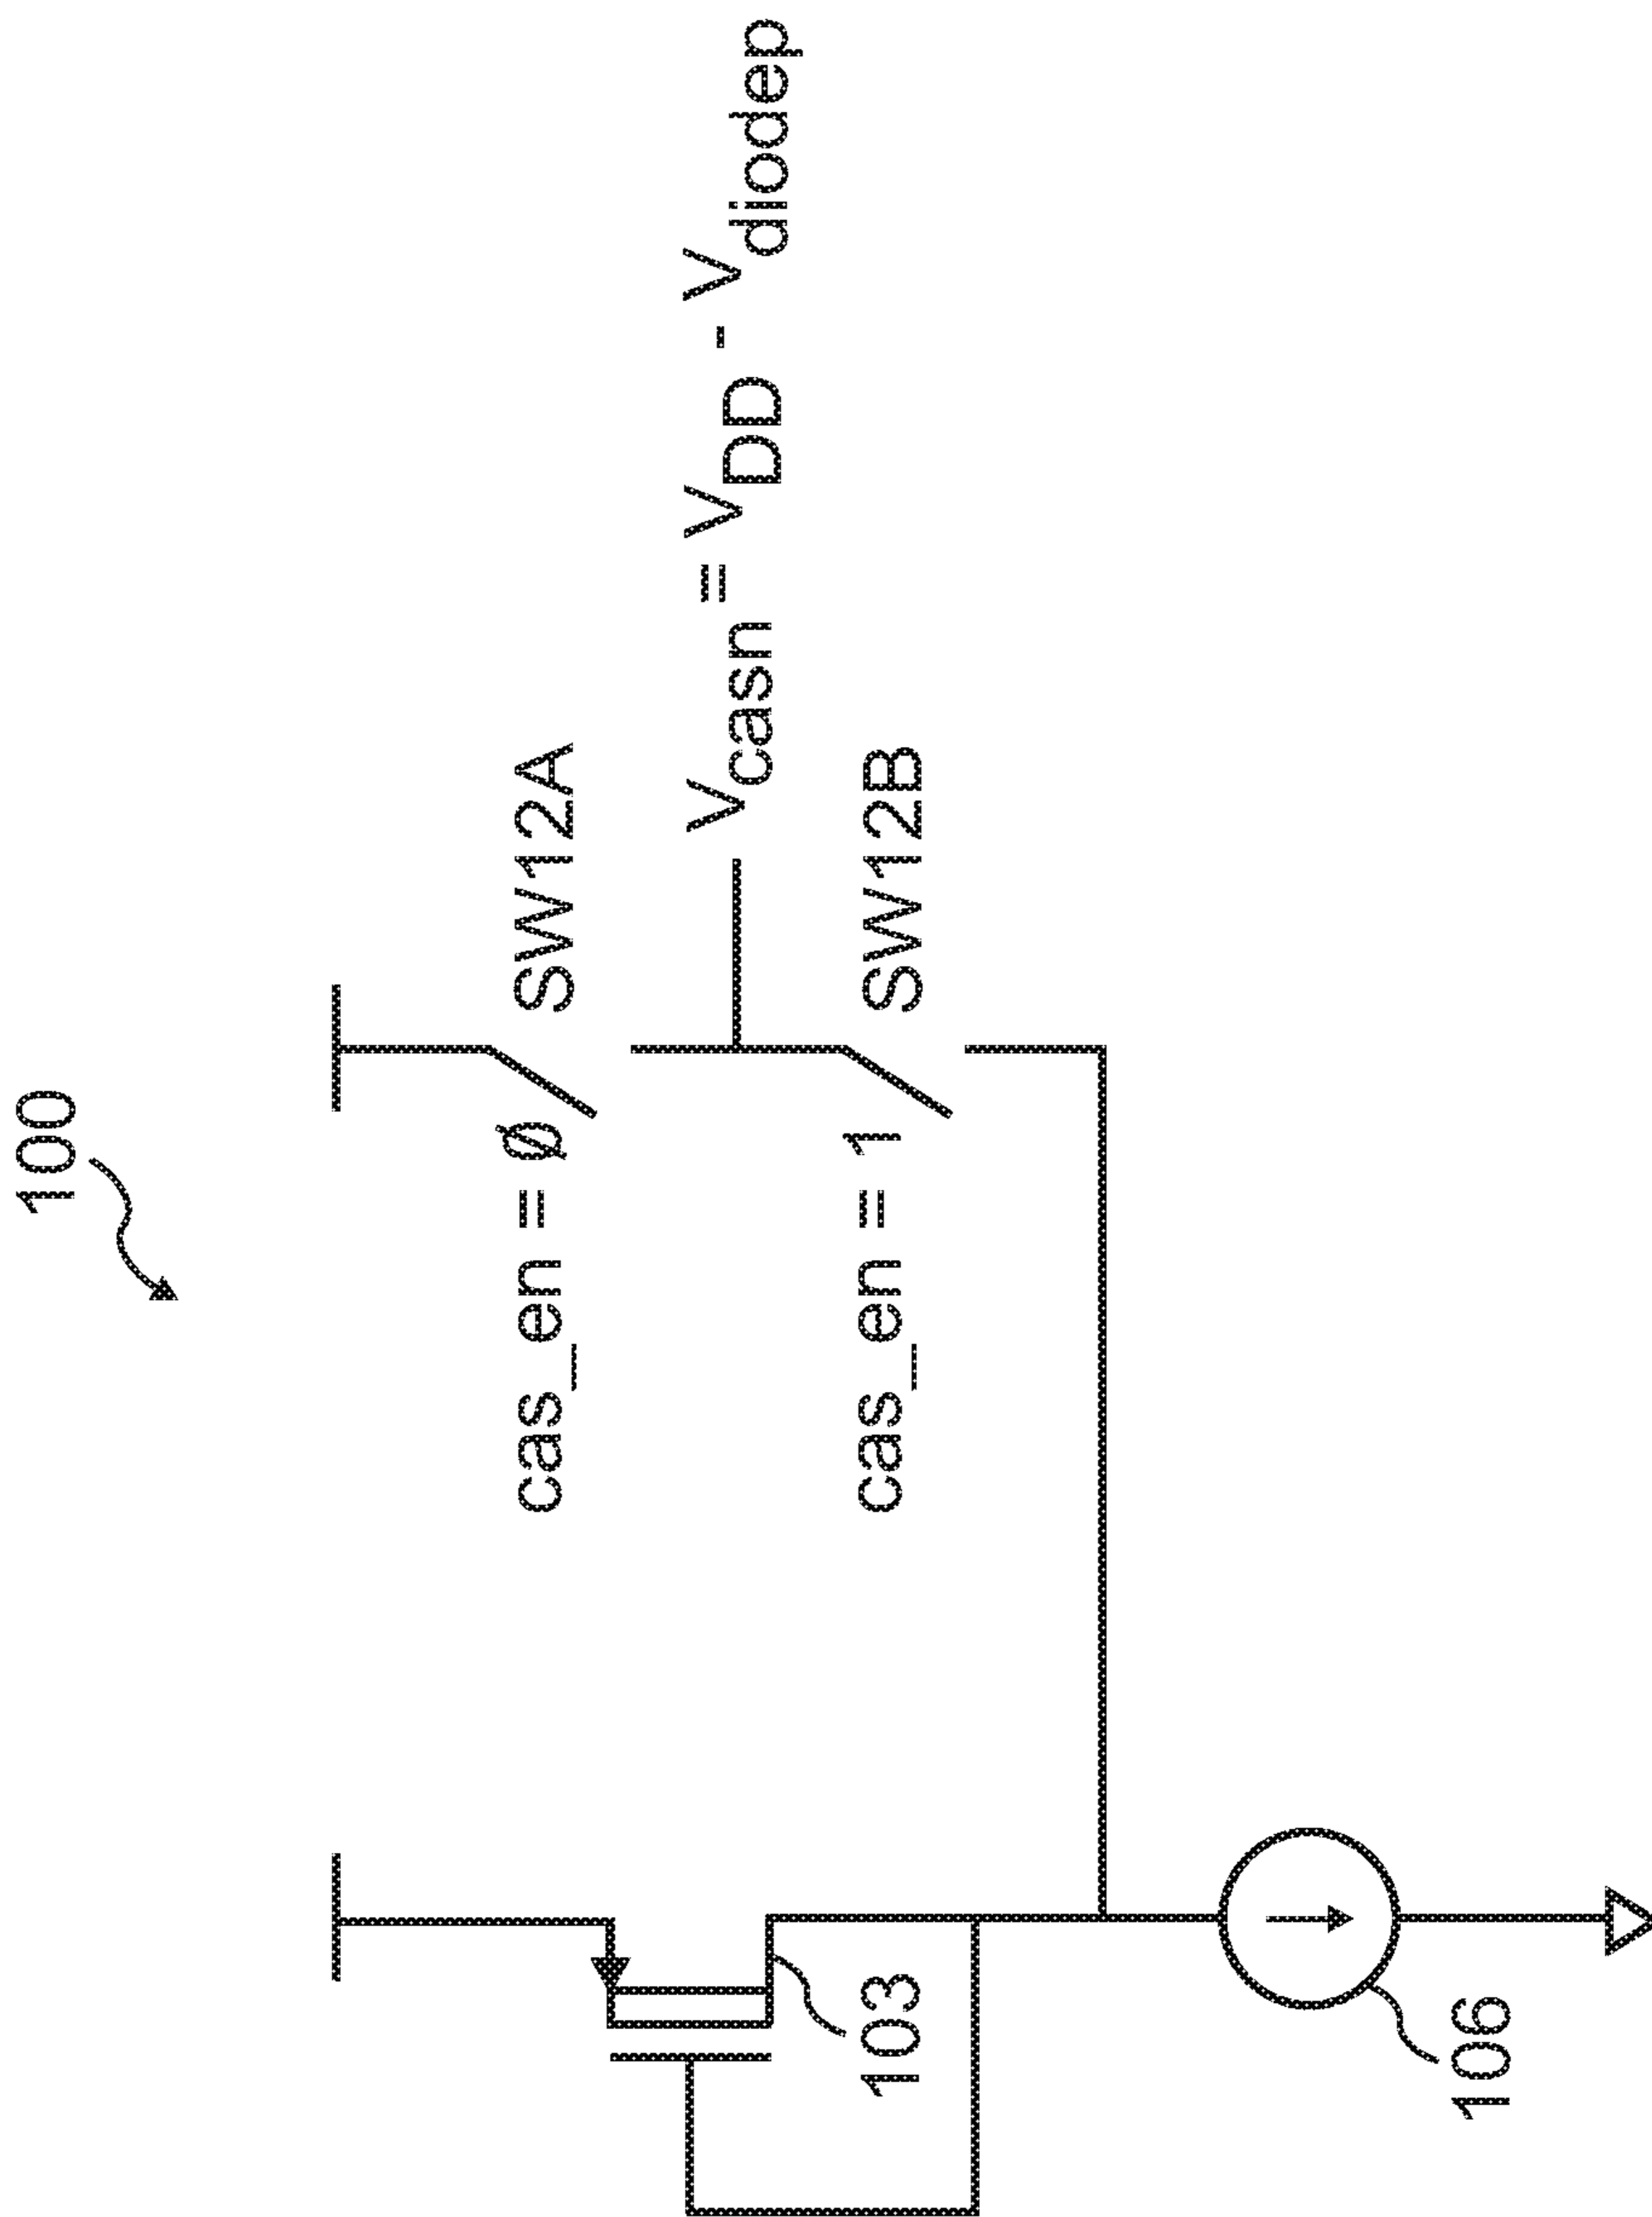 100
cas_en = Ø
SW12A
V_casn = V_DD - V_diodep
cas_en = 1
SW12B
103
106